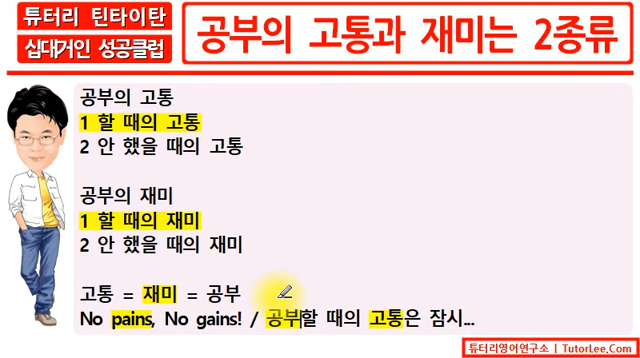 튜터리 틴타이탄
십대거인 성공클럽
공부의 고통과 재미는 2종류
공부의 고통
1 할 때의 고통
2 안 했을 때의 고통
공부의 재미
1 할 때의 재미
2 안 했을 때의 재미
고통 = 재미 = 공부
No pains, No gains! / 공부할 때의 고통은 잠시...
튜터리영어연구소 | TutorLee.Com